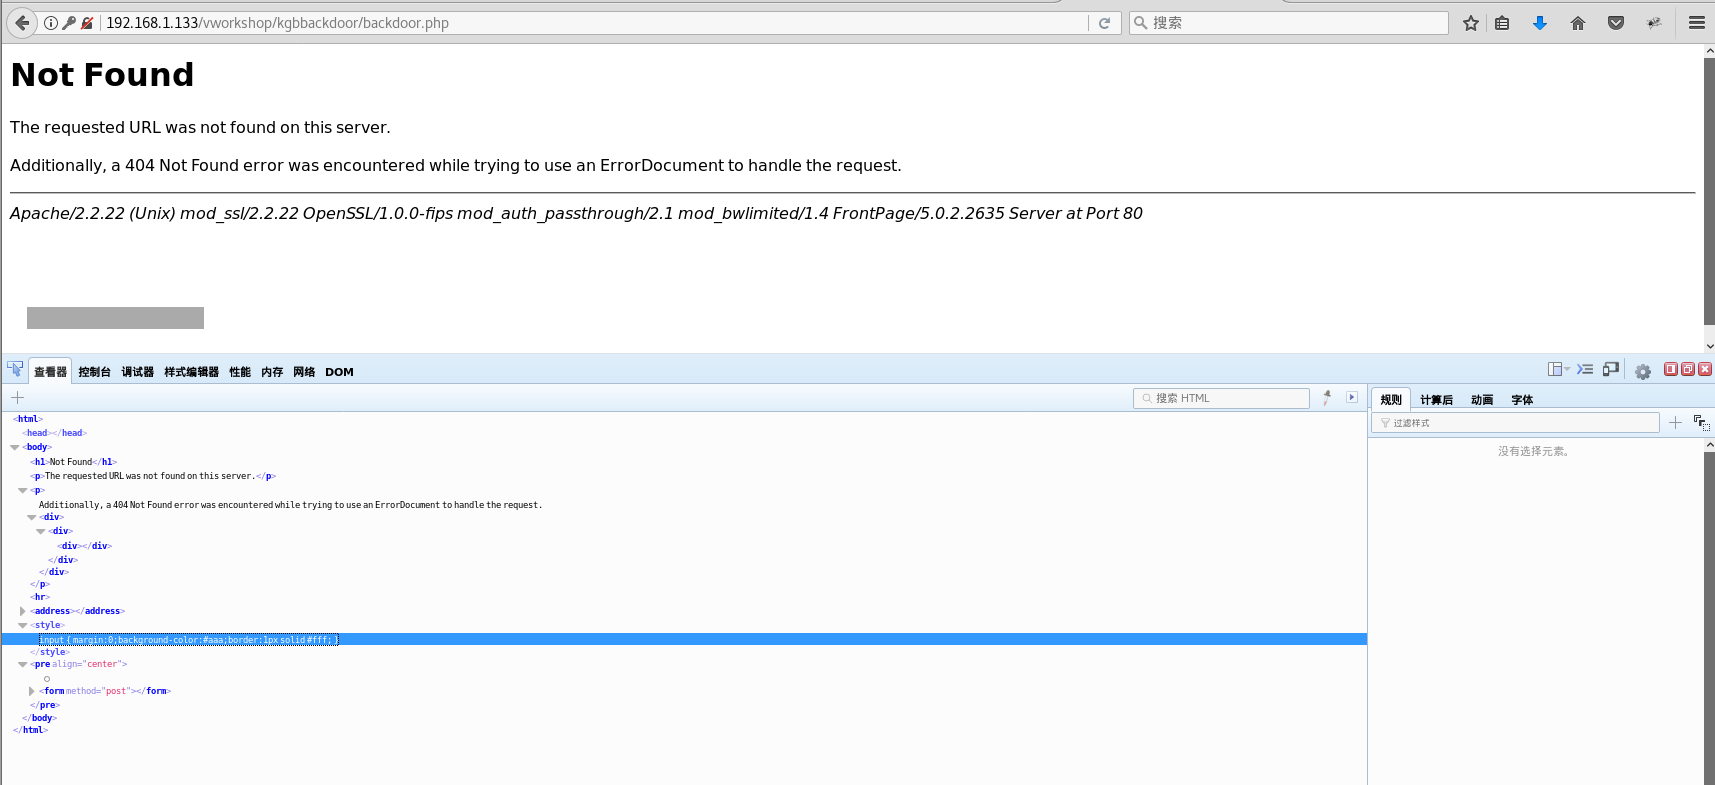 192.168.1.133/vworkshop/kgbbackdoor/backdoor.php
搜索
Not Found
The requested URL was not found on this server.
Additionally, a 404 Not Found error was encountered while trying to use an ErrorDocument to handle the request.
Apache/2.2.22 (Unix) mod_ssl/2.2.22 OpenSSL/1.0.0-fips mod_auth_passthrough/2.1 mod_bwlimited/1.4 FrontPage/5.0.2.2635 Server at Port 80
查看器 控制台 调试器 样式编辑器 性能 内存 网络 DOM
搜索 HTML
规则 计算后 动画 字体
过滤样式
没有选择元素。
<html>
<head></head>
<body>
<h1>Not Found</h1>
<p>The requested URL was not found on this server.</p>
<p>
Additionally, a 404 Not Found error was encountered while trying to use an ErrorDocument to handle the request.
<div>
<div>
<div></div>
</div>
</div>
</p>
<hr>
<address></address>
<style>
input { margin:0;background-color:#aaa;border:1px solid #fff; }
</style>
<pre align="center">
<form method="post"></form>
</pre>
</body>
</html>